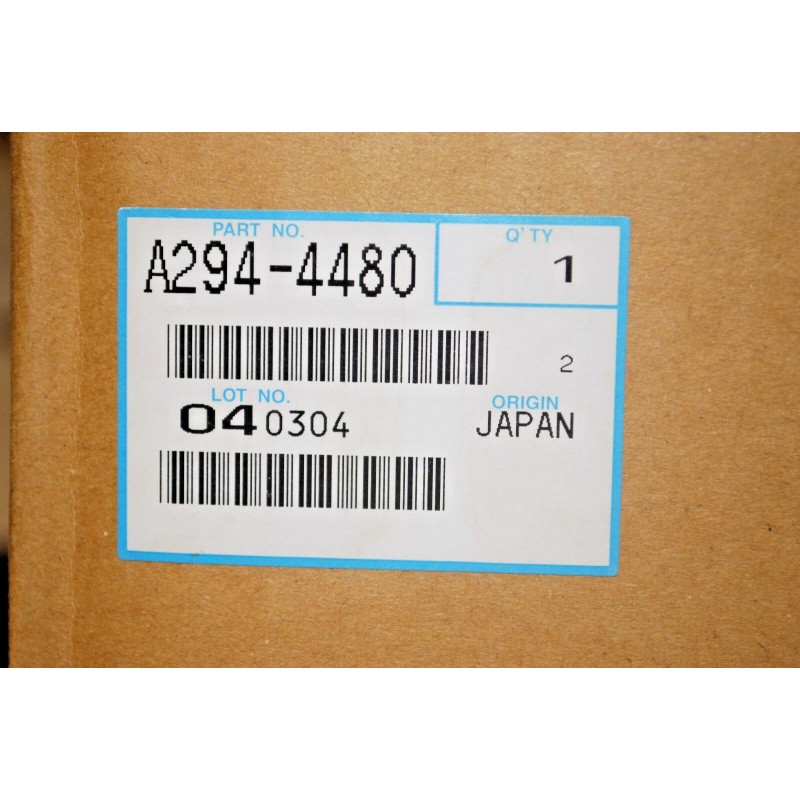 PART NO.
Q'TY
A294-4480
1
2
LOT NO.
ORIGIN
040304
JAPAN